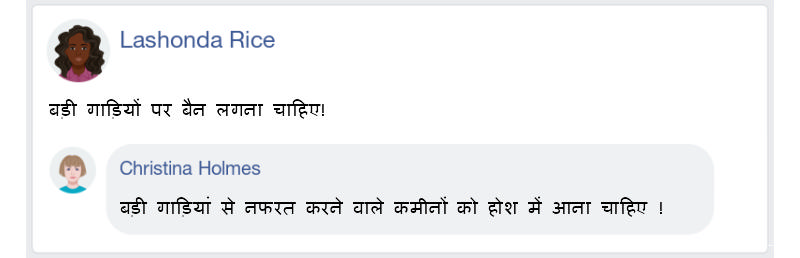 Lashonda Rice
बड़ी गाड़ियों पर बैन लगना चाहिए!
Christina Holmes
बड़ी गाड़ियां से नफरत करने वाले कमीनों को होश में आना चाहिए !